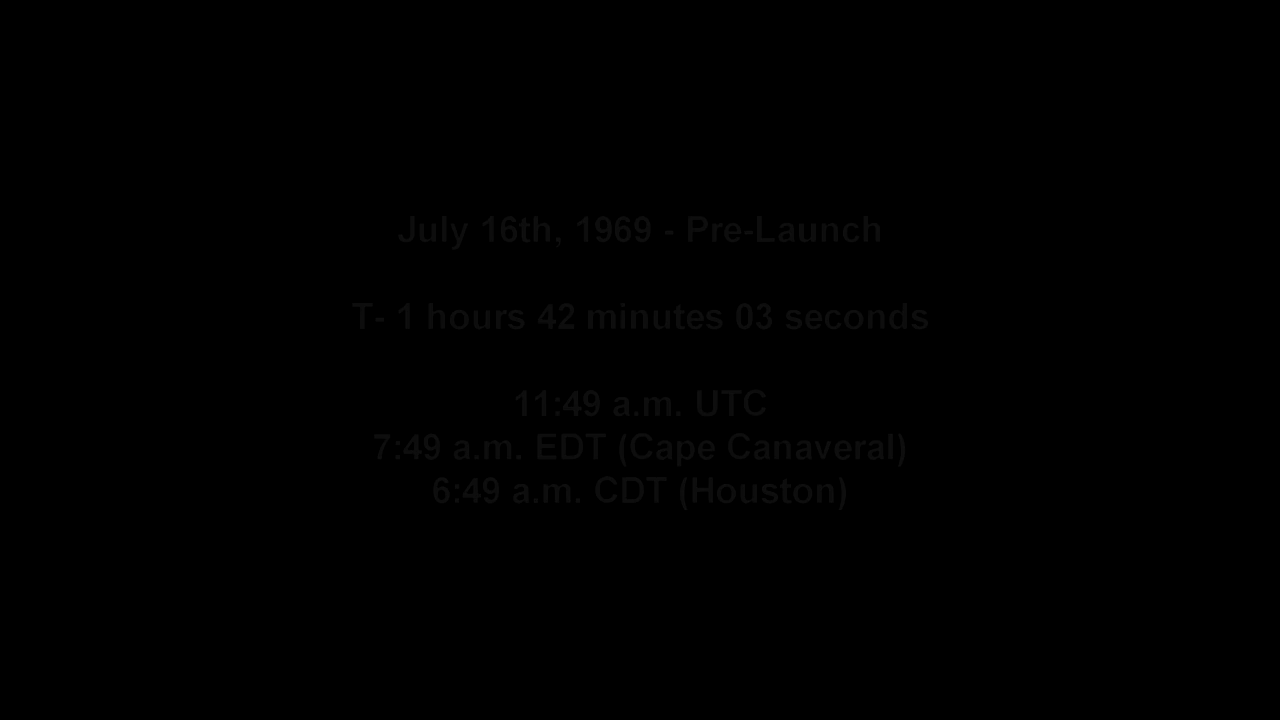 July 16th, 1969 - Pre-Launch
T- 1 hours 42 minutes 03 seconds
11:49 a.m. UTC
7:49 a.m. EDT (Cape Canaveral)
6:49 a.m. CDT (Houston)